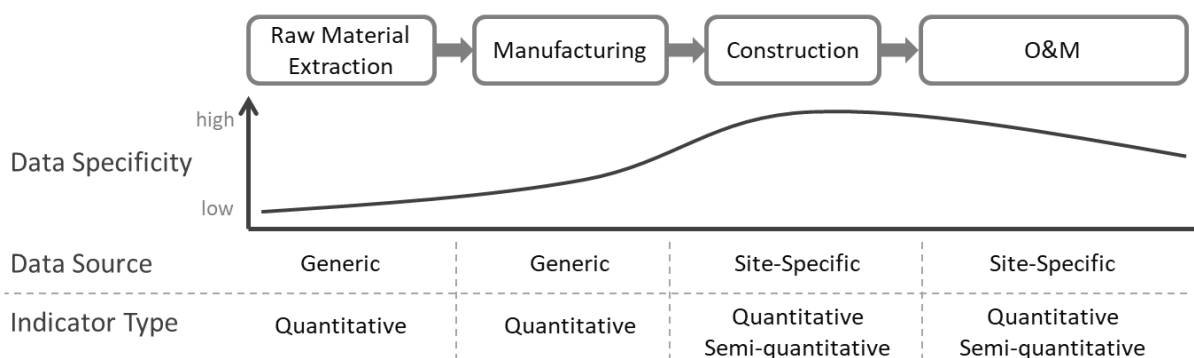 Raw Material
Extraction
Manufacturing
Construction
O&M
high
Data Specificity
low
Data Source
Generic
Generic
Site-Specific
Site-Specific
Indicator Type
Quantitative
Quantitative
Quantitative
Semi-quantitative
Quantitative
Semi-quantitative